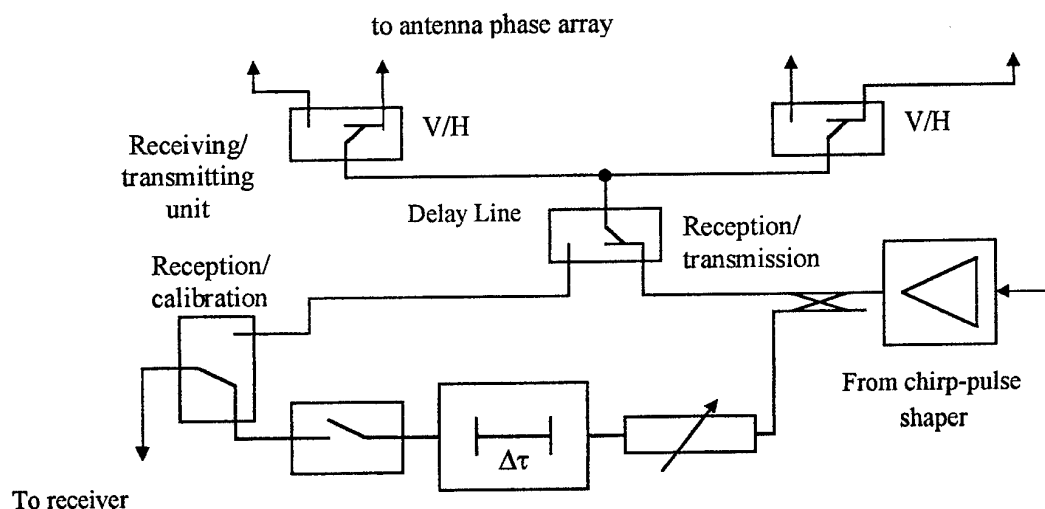 to antenna phase array
V/H
V/H
Receiving/
transmitting
unit
Delay Line
Reception/
transmission
Reception/
calibration
From chirp-pulse
shaper
Δτ
To receiver